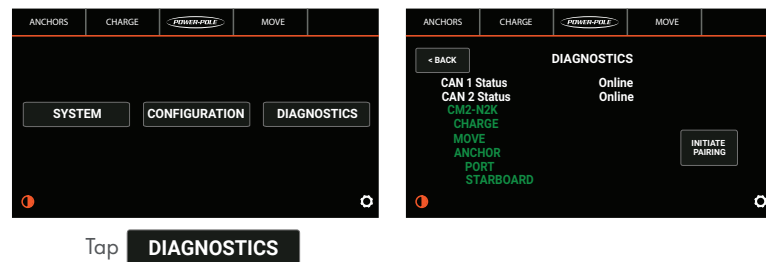 ANCHORS CHARGE POWER-POLE MOVE
SYSTEM CONFIGURATION DIAGNOSTICS
Tap DIAGNOSTICS
ANCHORS CHARGE POWER-POLE MOVE
< BACK DIAGNOSTICS
CAN 1 Status Online
CAN 2 Status Online
CM2-N2K
CHARGE
MOVE
ANCHOR
PORT
STARBOARD
INITIATE
PAIRING